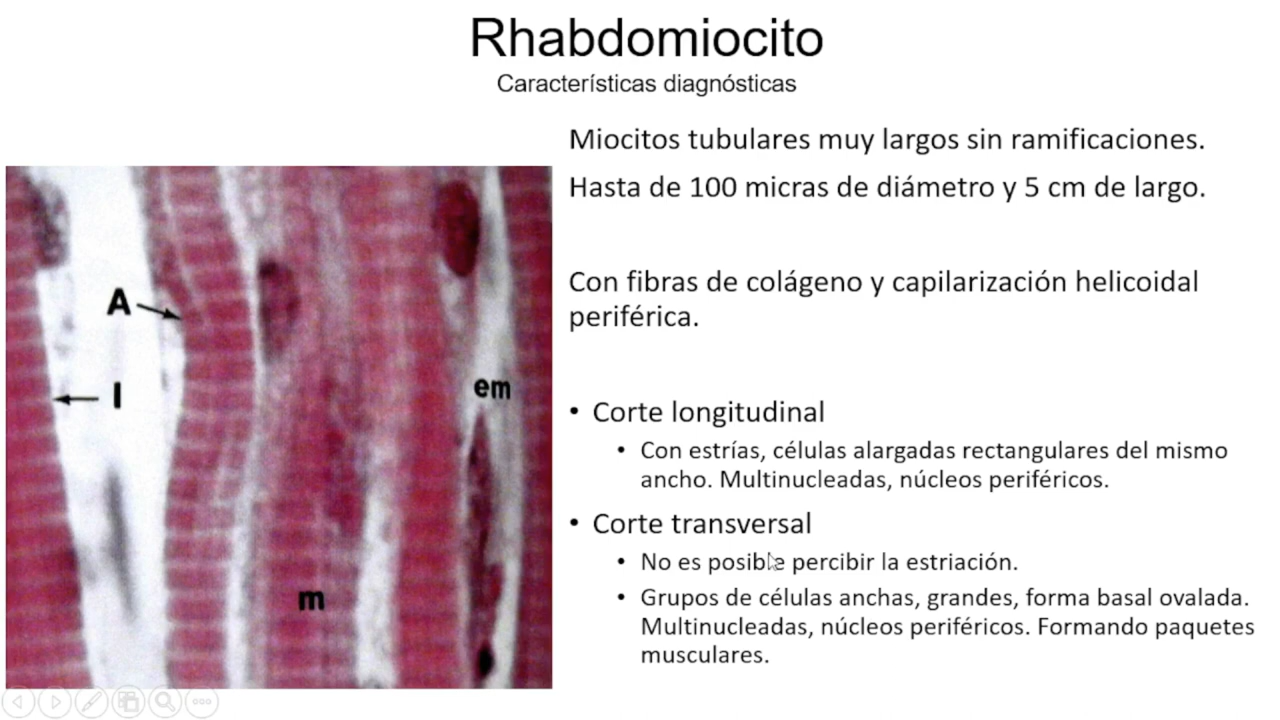 Rhabdomiocito
Características diagnósticas
Miocitos tubulares muy largos sin ramificaciones.
Hasta de 100 micras de diámetro y 5 cm de largo.
Con fibras de colágeno y capilarización helicoidal
periférica.
• Corte longitudinal
• Con estrías, células alargadas rectangulares del mismo
ancho. Multinucleadas, núcleos periféricos.
• Corte transversal
• No es posible percibir la estriación.
• Grupos de células anchas, grandes, forma basal ovalada.
Multinucleadas, núcleos periféricos. Formando paquetes
musculares.
A
I
em
m